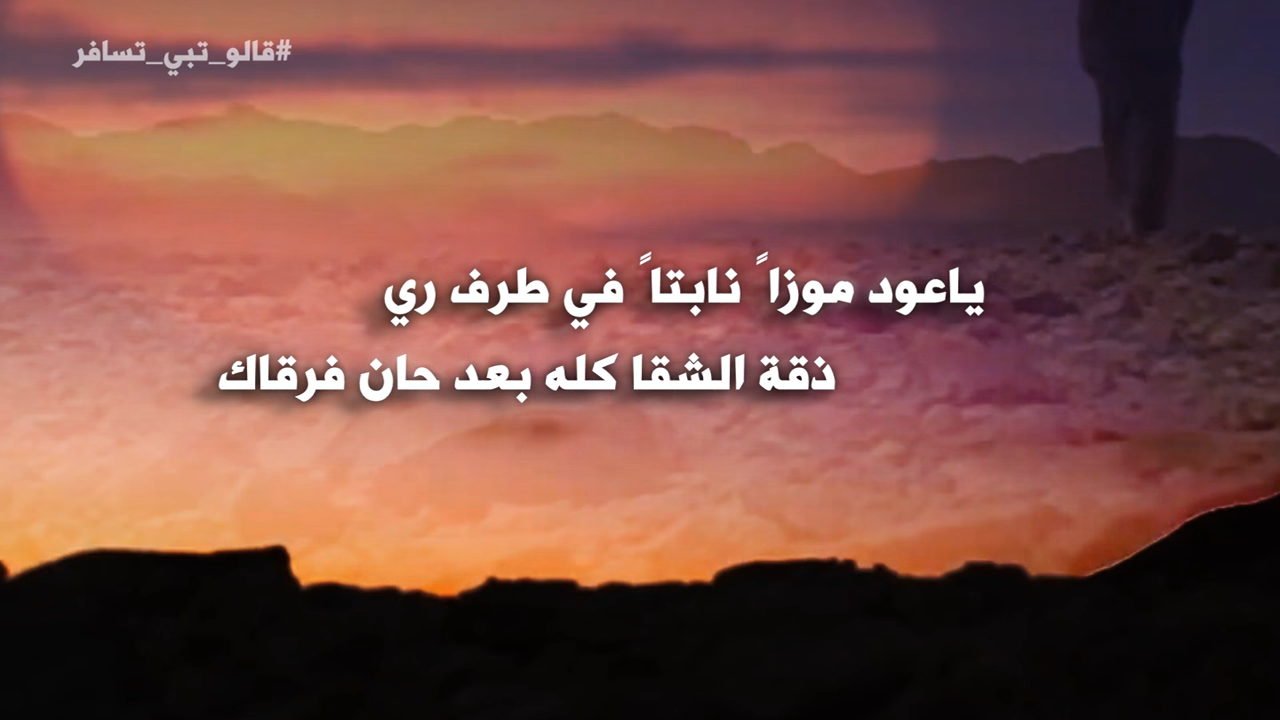 #قالو_تبي_تسافر
ياعود موزاً نابتاً في طرف ري
ذقة الشقا كله بعد حان فرقاك